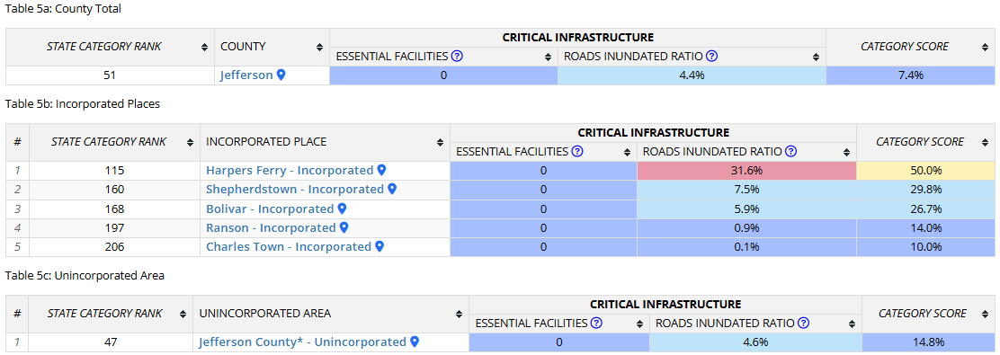 Table 5a: County Total
CRITICAL INFRASTRUCTURE
STATE CATEGORY RANK COUNTY ESSENTIAL FACILITIES ? ROADS INUNDATED RATIO ? CATEGORY SCORE
51 Jefferson 0 4.4% 7.4%
Table 5b: Incorporated Places
CRITICAL INFRASTRUCTURE
# STATE CATEGORY RANK INCORPORATED PLACE ESSENTIAL FACILITIES ? ROADS INUNDATED RATIO ? CATEGORY SCORE
1 115 Harpers Ferry - Incorporated 0 31.6% 50.0%
2 160 Shepherdstown - Incorporated 0 7.5% 29.8%
3 168 Bolivar - Incorporated 0 5.9% 26.7%
4 197 Ranson - Incorporated 0 0.9% 14.0%
5 206 Charles Town - Incorporated 0 0.1% 10.0%
Table 5c: Unincorporated Area
CRITICAL INFRASTRUCTURE
# STATE CATEGORY RANK UNINCORPORATED AREA ESSENTIAL FACILITIES ? ROADS INUNDATED RATIO ? CATEGORY SCORE
1 47 Jefferson County* - Unincorporated 0 4.6% 14.8%